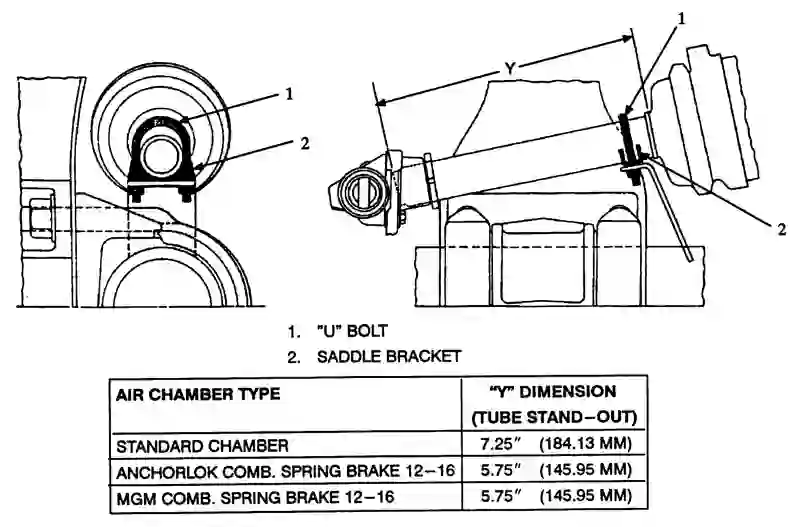 1
Y
1
2
2
1. "U" BOLT
2. SADDLE BRACKET
AIR CHAMBER TYPE
"Y" DIMENSION
(TUBE STAND-OUT)
STANDARD CHAMBER 7.25" (184.13 MM)
ANCHORLOK COMB. SPRING BRAKE 12-16 5.75" (145.95 MM)
MGM COMB. SPRING BRAKE 12-16 5.75" (145.95 MM)